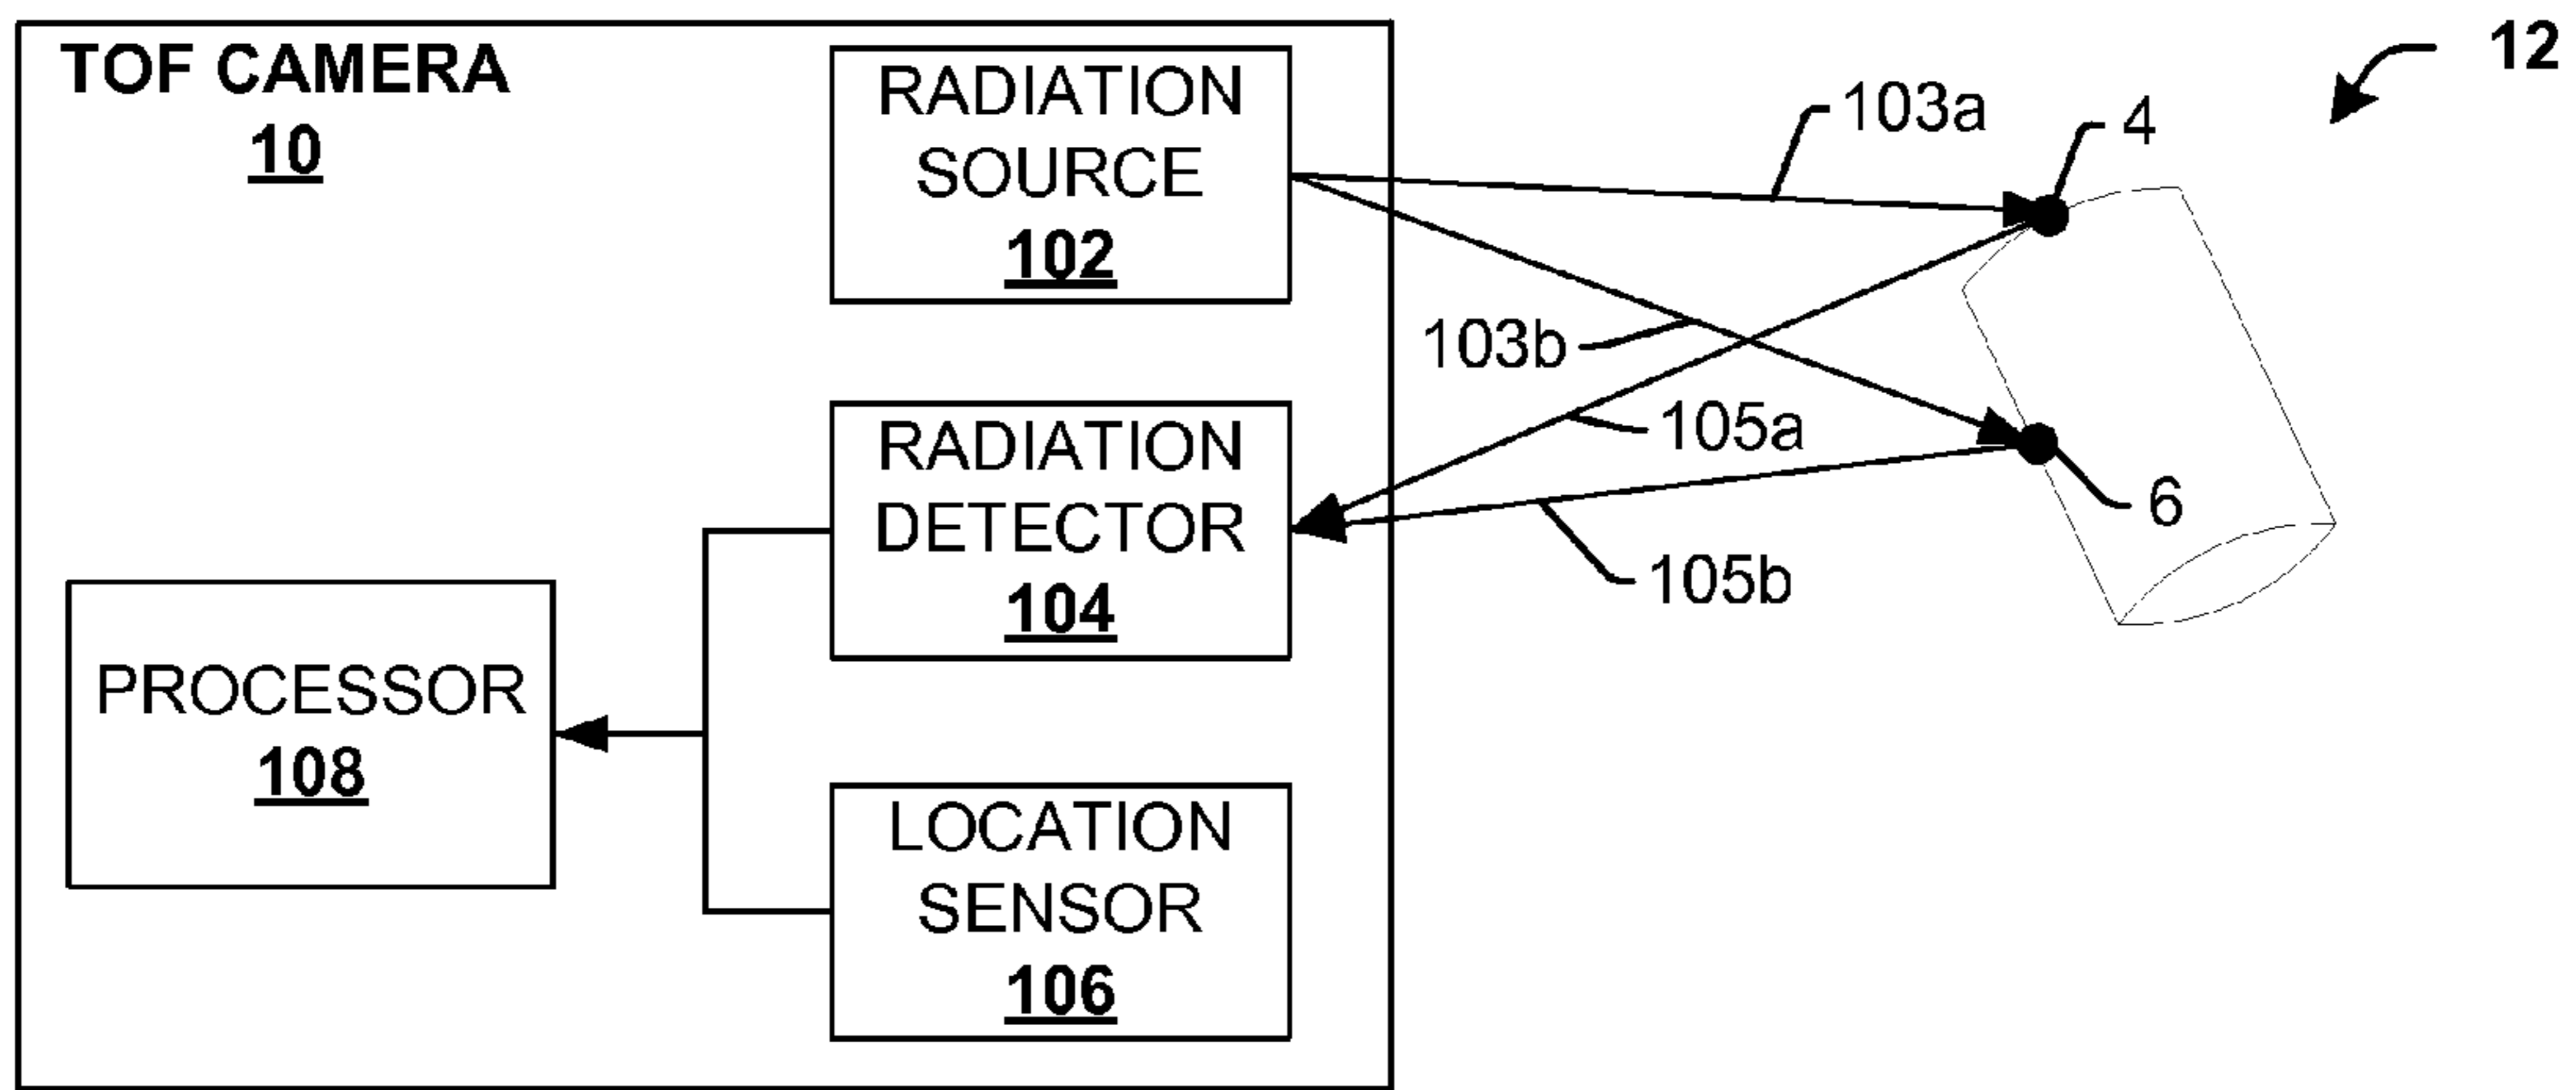 TOF CAMERA
10
RADIATION
SOURCE
102
103a
4
12
103b
105a
6
105b
RADIATION
DETECTOR
104
PROCESSOR
108
LOCATION
SENSOR
106